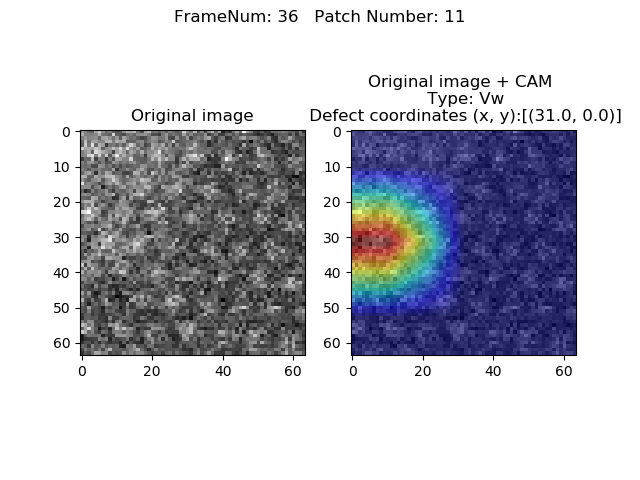 FrameNum: 36   Patch Number: 11
Original image
Original image + CAM
Type: Vw
Defect coordinates (x, y):[(31.0, 0.0)]
0
10
20
30
40
50
60
0 20 40 60
0
10
20
30
40
50
60
0 20 40 60